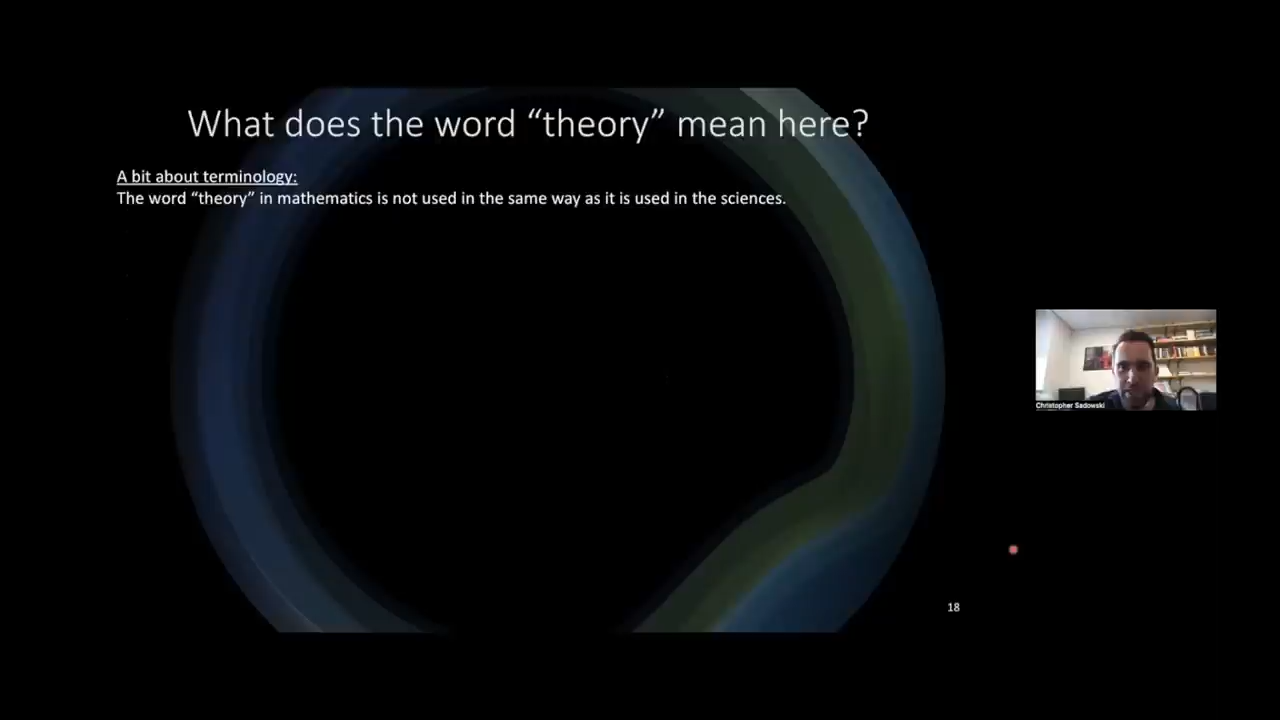 What does the word “theory” mean here?
A bit about terminology:
The word “theory” in mathematics is not used in the same way as it is used in the sciences.
Christopher Sadowski
18